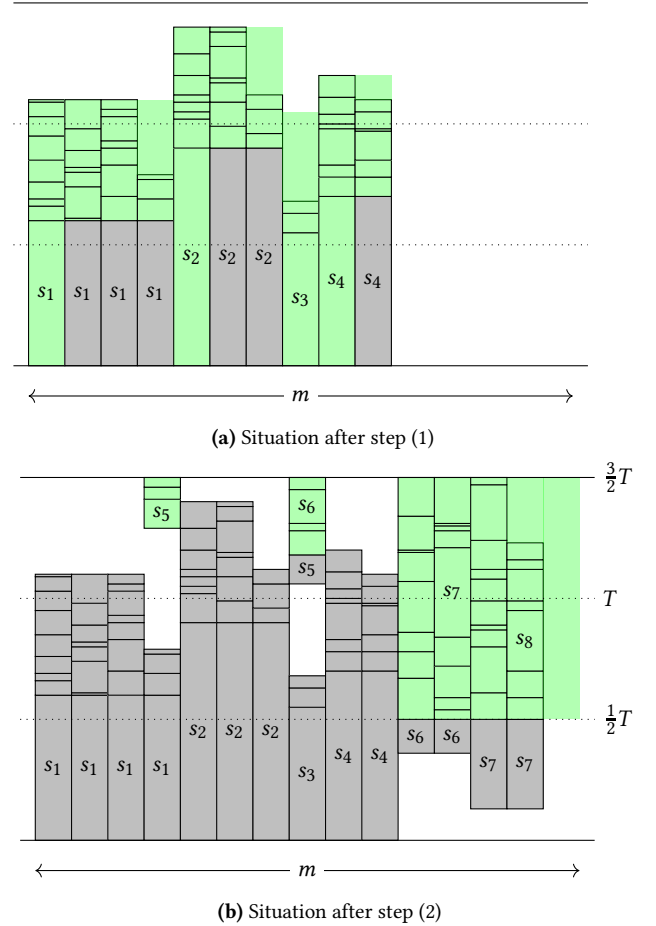 s₂ s₂ s₂
s₁ s₁ s₁ s₁ s₃ s₄ s₄
m
(a) Situation after step (1)
3/2 T
s₅ s₆
s₅
s₇ T
s₈
1/2 T
s₂ s₂ s₂ s₆ s₆
s₁ s₁ s₁ s₁ s₃ s₄ s₄ s₇ s₇
m
(b) Situation after step (2)